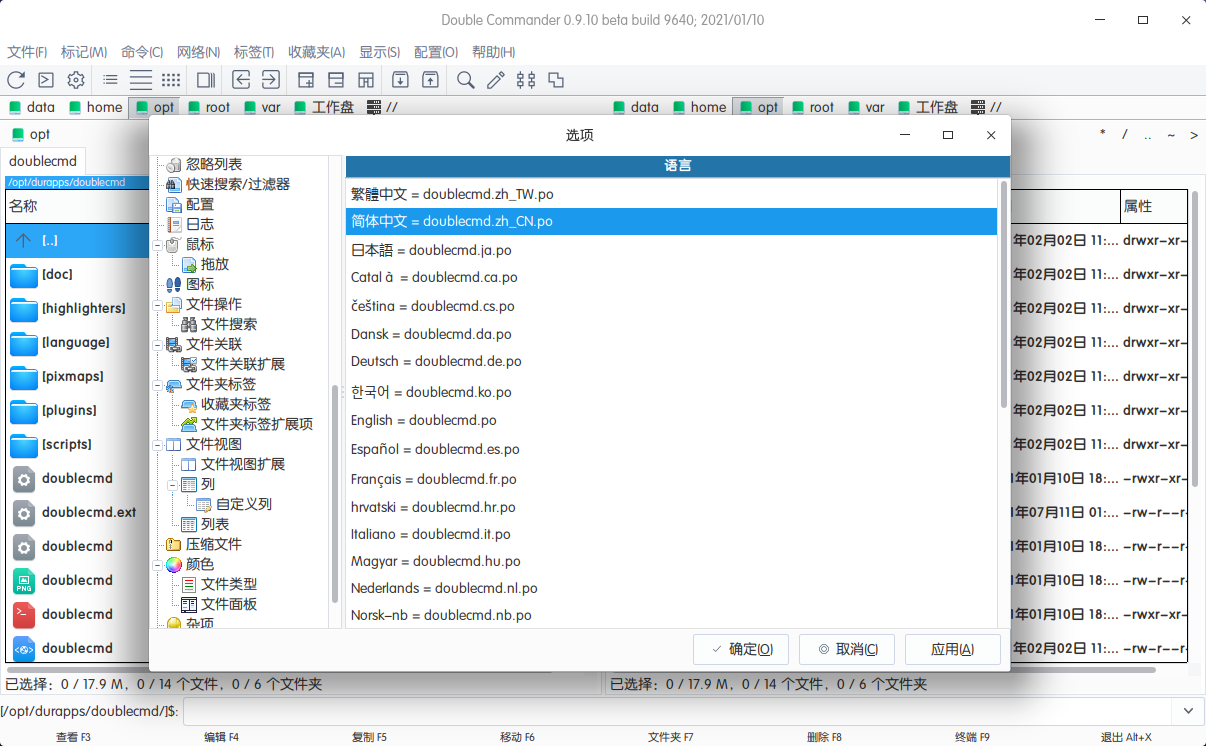 Double Commander 0.9.10 beta build 9640; 2021/01/10
文件(F) 标记(M) 命令(C) 网络(N) 标签(T) 收藏夹(A) 显示(S) 配置(O) 帮助(H)
data home opt root var 工作盘 //
data home opt root var 工作盘 //
opt
* / .. ~ >
doublecmd
/opt/durapps/doublecmd
名称
[..]
[doc]
[highlighters]
[language]
[pixmaps]
[plugins]
[scripts]
doublecmd
doublecmd.ext
doublecmd
doublecmd
doublecmd
doublecmd
选项
忽略列表
快速搜索/过滤器
配置
日志
鼠标
拖放
图标
文件操作
文件搜索
文件关联
文件关联扩展
文件夹标签
收藏夹标签
文件夹标签扩展项
文件视图
文件视图扩展
列
自定义列
列表
压缩文件
颜色
文件类型
文件面板
杂项
语言
繁體中文 = doublecmd.zh_TW.po
简体中文 = doublecmd.zh_CN.po
日本語 = doublecmd.ja.po
Català = doublecmd.ca.po
čeština = doublecmd.cs.po
Dansk = doublecmd.da.po
Deutsch = doublecmd.de.po
한국어 = doublecmd.ko.po
English = doublecmd.po
Español = doublecmd.es.po
Français = doublecmd.fr.po
hrvatski = doublecmd.hr.po
Italiano = doublecmd.it.po
Magyar = doublecmd.hu.po
Nederlands = doublecmd.nl.po
Norsk-nb = doublecmd.nb.po
确定(O) 取消(C) 应用(A)
属性
年02月02日 11:... drwxr-xr-
年02月02日 11:... drwxr-xr-
年02月02日 11:... drwxr-xr-
年02月02日 11:... drwxr-xr-
年02月02日 11:... drwxr-xr-
年02月02日 11:... drwxr-xr-
年02月02日 11:... drwxr-xr-
年01月10日 18:... -rwxr-xr-
年07月11日 01:... -rw-r--r-
年01月10日 18:... -rw-r--r-
年01月10日 18:... -rw-r--r-
年01月10日 18:... -rwxr-xr-
年02月02日 11:... -rw-r--r-
已选择：0 / 17.9 M，0 / 14 个文件，0 / 6 个文件夹
已选择：0 / 17.9 M，0 / 14 个文件，0 / 6 个文件夹
[/opt/durapps/doublecmd/]$:
查看 F3 编辑 F4 复制 F5 移动 F6 文件夹 F7 删除 F8 终端 F9 退出 Alt+X